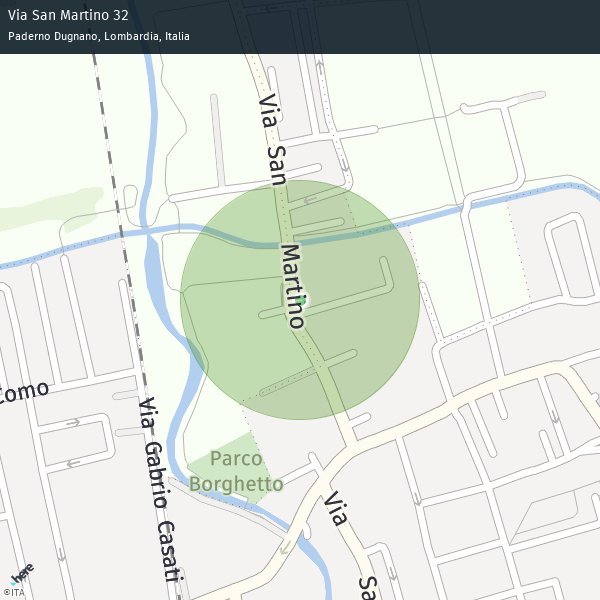 Via San Martino 32
Paderno Dugnano, Lombardia, Italia
Via San
Martino
Como
Via Gabrio Casati
Parco
Borghetto
Via
Sa
here
©ITA